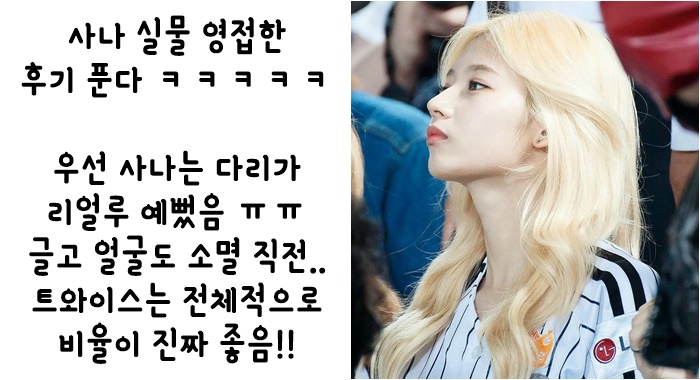 사나 실물 영접한
후기 푼다 ㅋ ㅋ ㅋ ㅋ ㅋ
우선 사나는 다리가
리얼루 예뻤음 ㅠㅠ
글고 얼굴도 소멸 직전..
트와이스는 전체적으로
비율이 진짜 좋음!!
LG